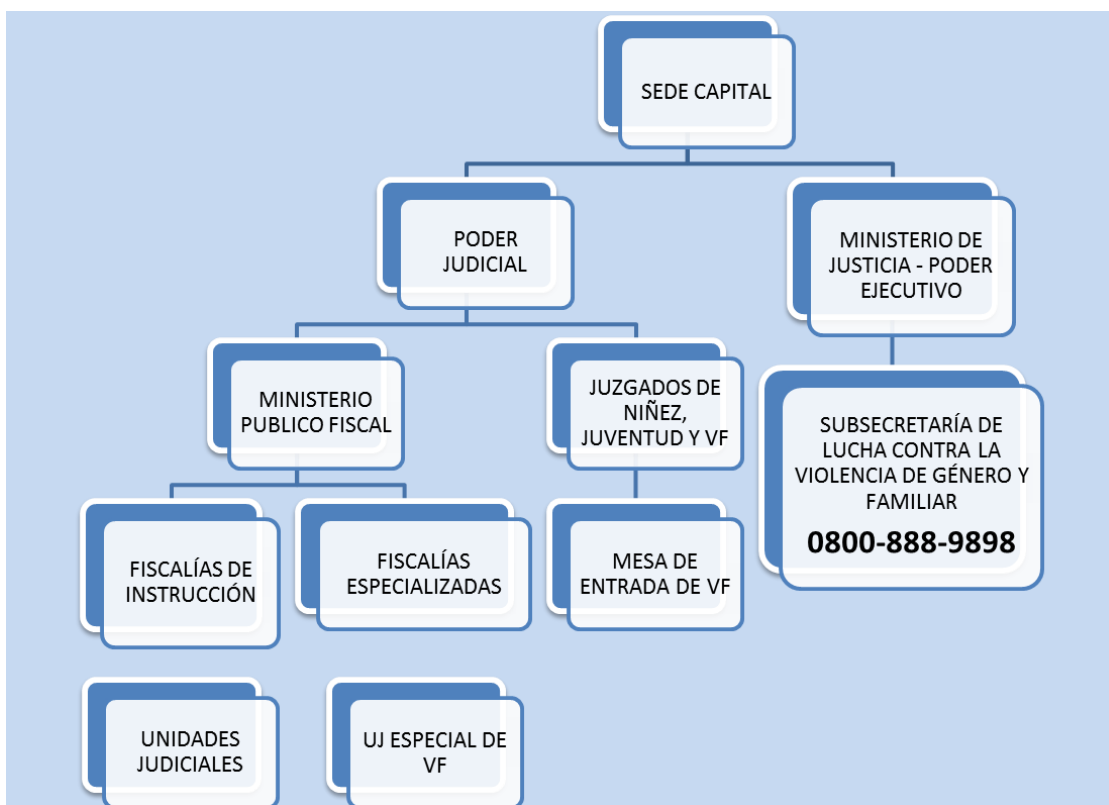 SEDE CAPITAL
PODER
JUDICIAL
MINISTERIO DE
JUSTICIA - PODER
EJECUTIVO
MINISTERIO
PUBLICO FISCAL
JUZGADOS DE
NIÑEZ,
JUVENTUD Y VF
SUBSECRETARÍA DE
LUCHA CONTRA LA
VIOLENCIA DE GÉNERO Y
FAMILIAR
0800-888-9898
FISCALÍAS DE
INSTRUCCIÓN
FISCALÍAS
ESPECIALIZADAS
MESA DE
ENTRADA DE VF
UNIDADES
JUDICIALES
UJ ESPECIAL DE
VF